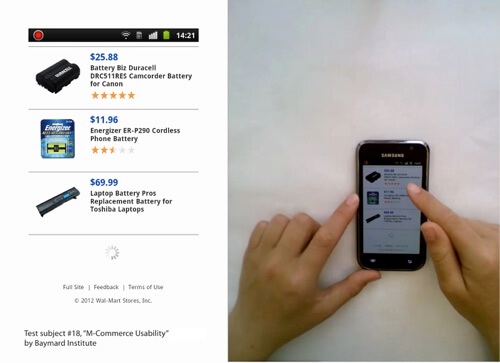 14:21
$25.88
Battery Biz Duracell
DRC511RES Camcorder Battery
for Canon
$11.96
Energizer
Energizer ER-P290 Cordless
Phone Battery
$69.99
Laptop Battery Pros
Replacement Battery for
Toshiba Laptops
Full Site | Feedback | Terms of Use
© 2012 Wal-Mart Stores, Inc.
Test subject #18, "M-Commerce Usability"
by Baymard Institute
SAMSUNG